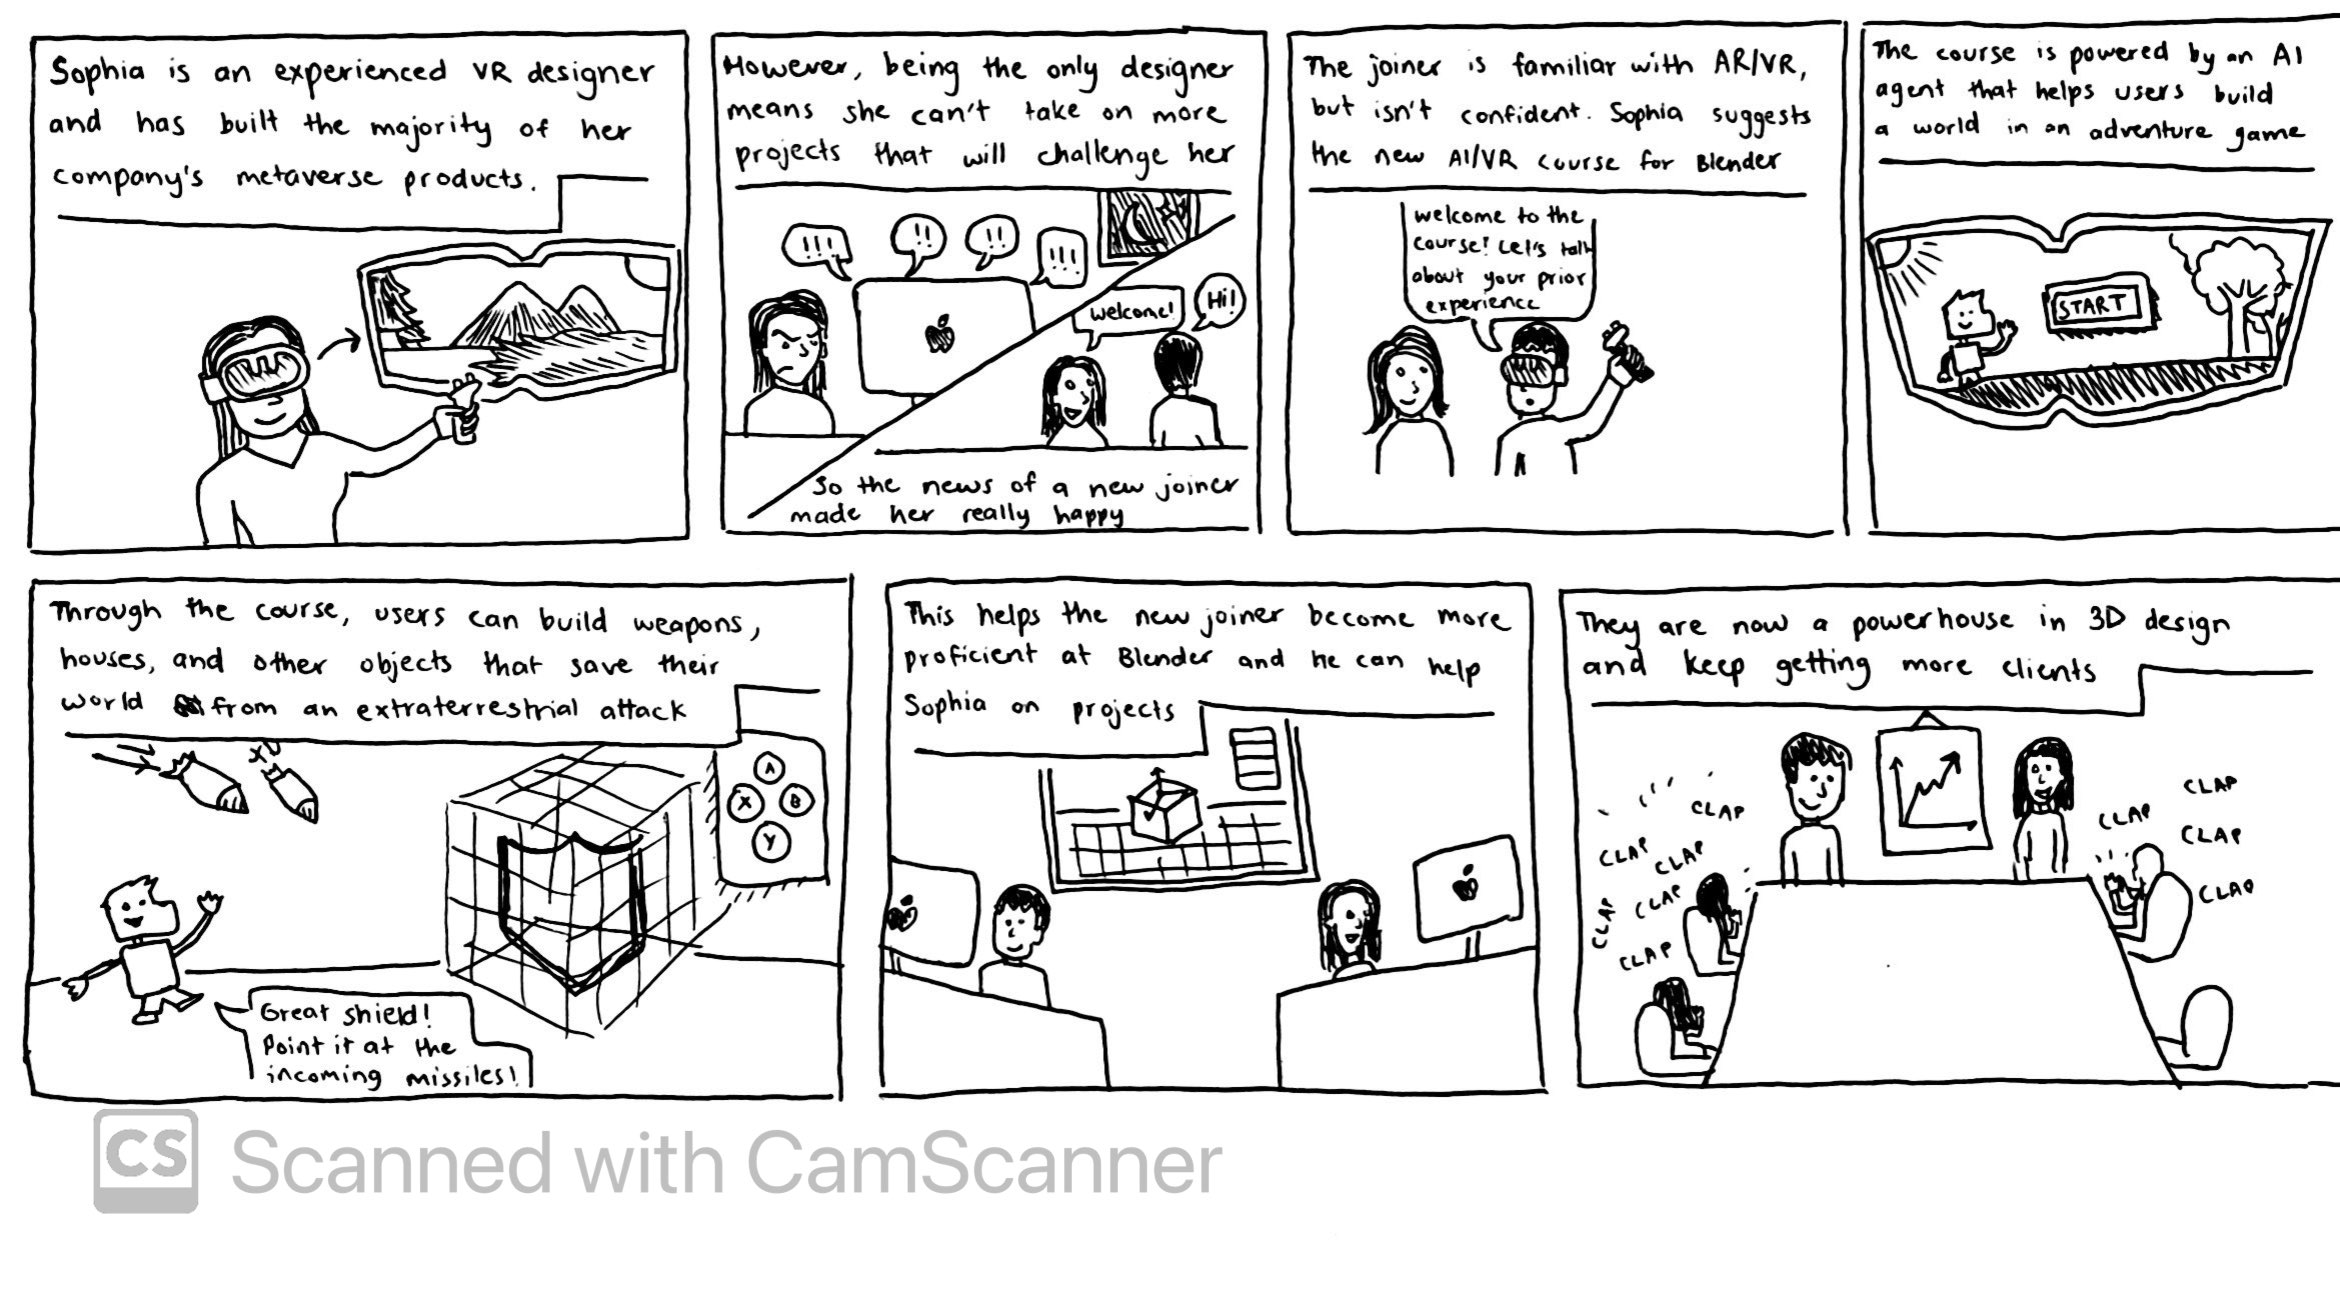 Sophia is an experienced VR designer
and has built the majority of her
company's metaverse products.
However, being the only designer
means she can't take on more
projects that will challenge her
!!!
!!
!!
!!!
Welcome!
Hi!
So the news of a new joiner
made her really happy
The joiner is familiar with AR/VR,
but isn't confident. Sophia suggests
the new AI/VR course for Blender
welcome to the
course! Let's talk
about your prior
experience
The course is powered by an AI
agent that helps users build
a world in an adventure game
START
Through the course, users can build weapons,
houses, and other objects that save their
world from an extraterrestrial attack
A
X
B
Y
Great shield!
Point it at the
incoming missiles!
This helps the new joiner become more
proficient at Blender and he can help
Sophia on projects
They are now a powerhouse in 3D design
and keep getting more clients
CLAP
CLAP
CLAP
CLAP
CLAP
CLAP
CLAP
CLAP
CLAP
CLAP
CS Scanned with CamScanner